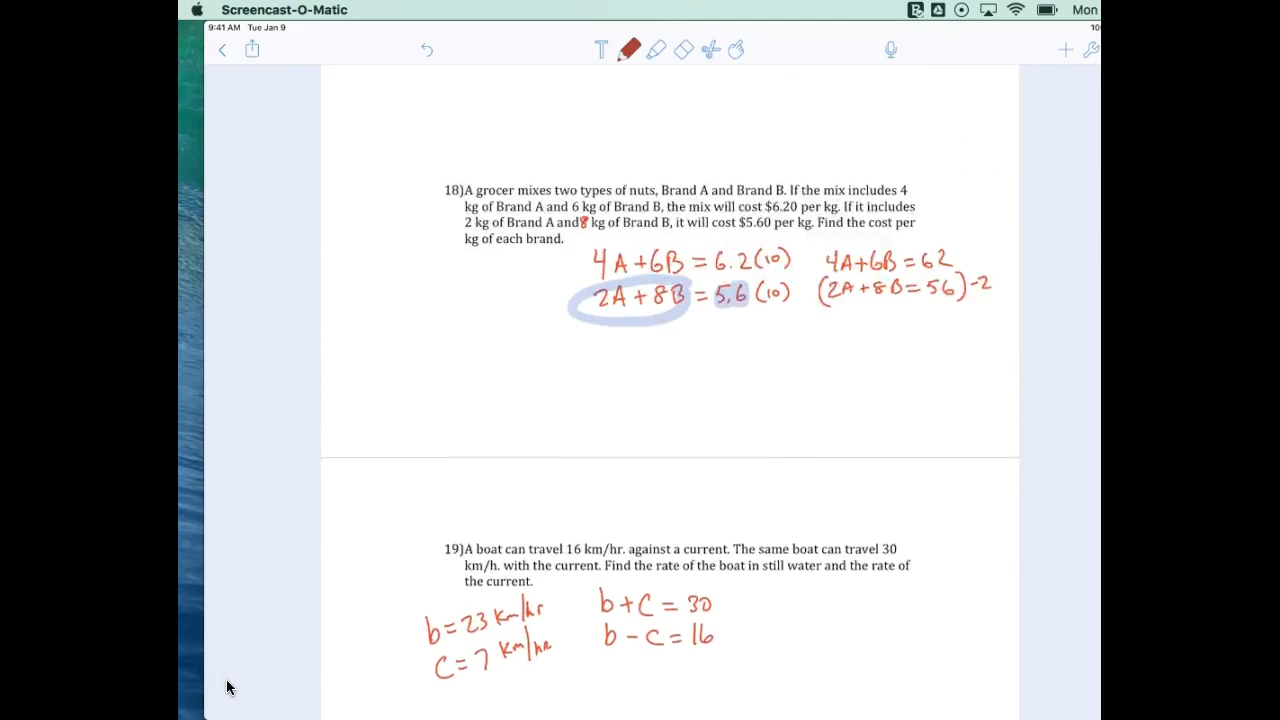 Screencast-O-Matic
Mon
9:41 AM Tue Jan 9
10
T
18)A grocer mixes two types of nuts, Brand A and Brand B. If the mix includes 4
kg of Brand A and 6 kg of Brand B, the mix will cost $6.20 per kg. If it includes
2 kg of Brand A and 8 kg of Brand B, it will cost $5.60 per kg. Find the cost per
kg of each brand.
4A+6B = 6.2(10)
4A+6B = 62
2A + 8B = 5.6 (10)
(2A + 8B = 56) -2
19)A boat can travel 16 km/hr. against a current. The same boat can travel 30
km/h. with the current. Find the rate of the boat in still water and the rate of
the current.
b = 23 km/hr
b + C = 30
C = 7 km/hr
b - C = 16